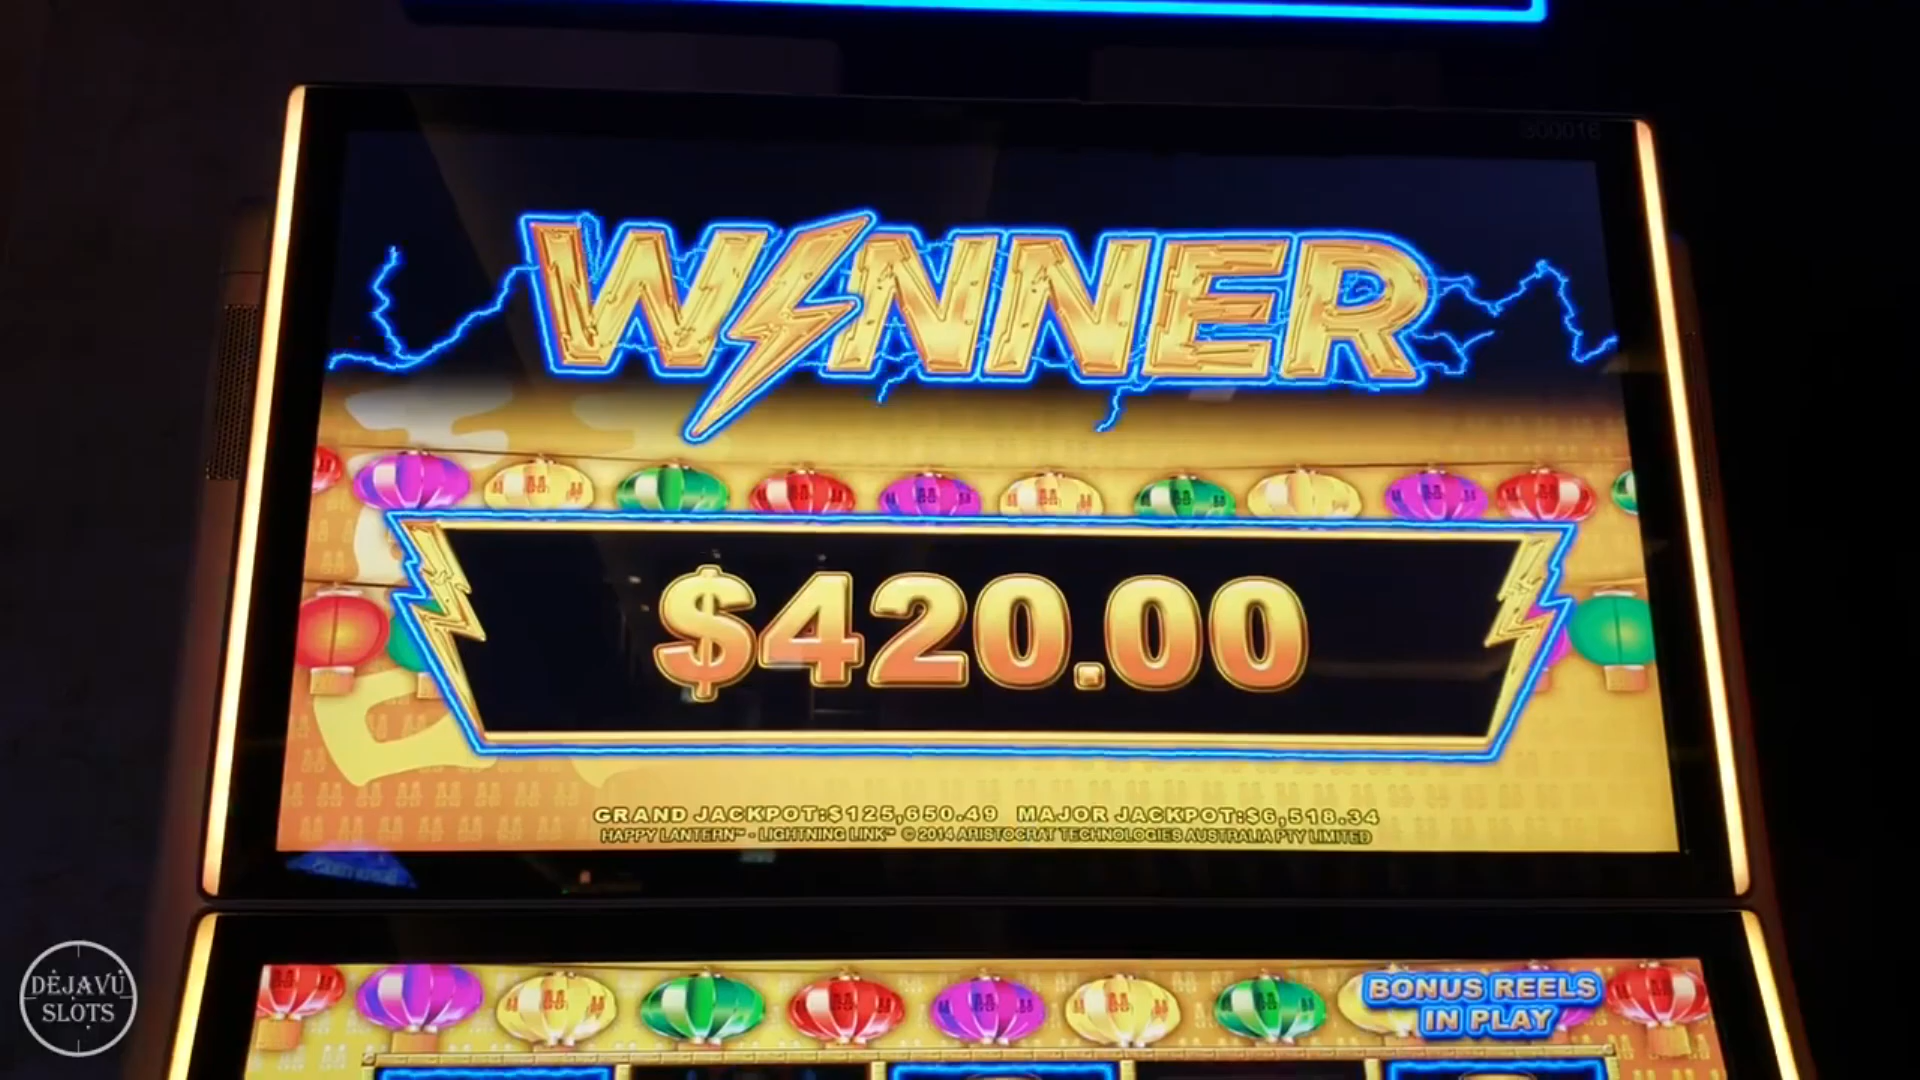 WINNER
$420.00
GRAND JACKPOT:$125,650.49 MAJOR JACKPOT:$6,518.34
HAPPY LANTERN™ - LIGHTNING LINK™ © 2014 ARISTOCRAT TECHNOLOGIES AUSTRALIA PTY LIMITED
BONUS REELS
IN PLAY
DÉJAVÚ
SLOTS